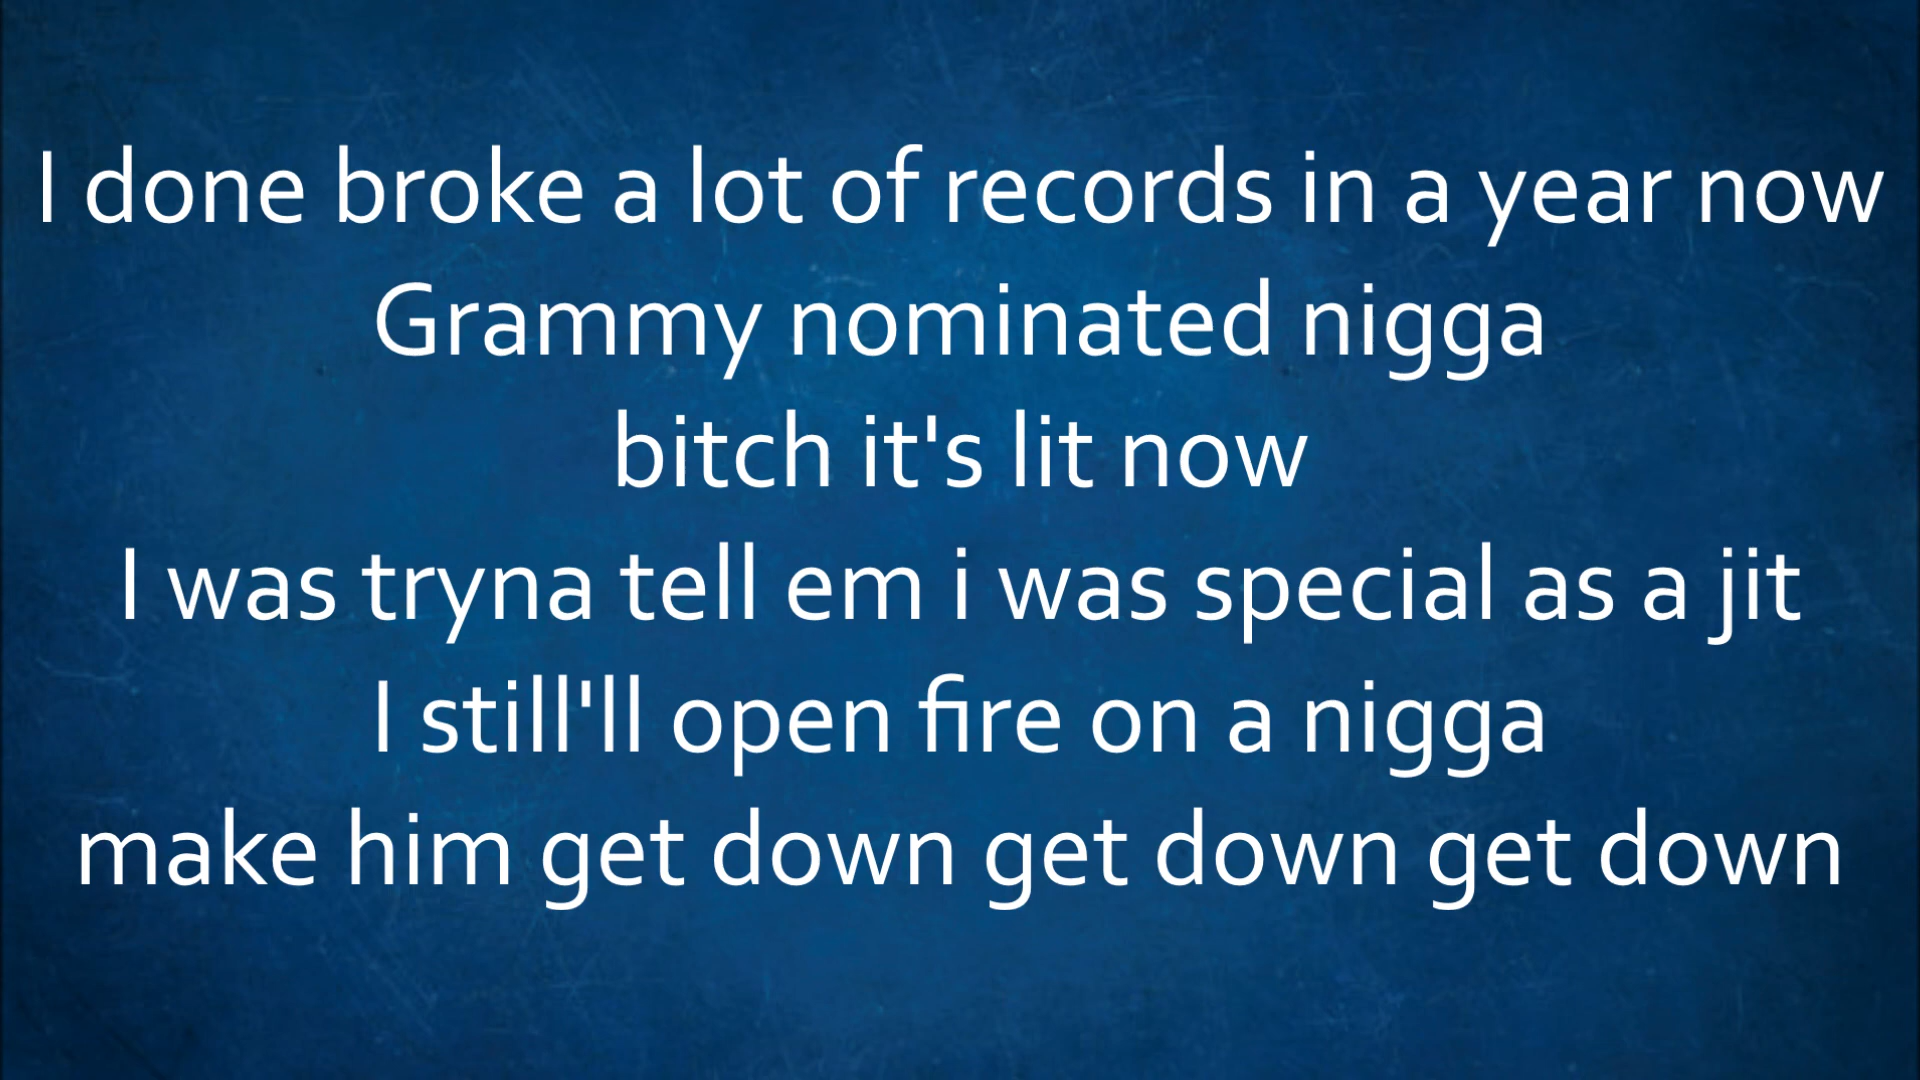 I done broke a lot of records in a year now
Grammy nominated nigga
bitch it's lit now
I was tryna tell em i was special as a jit
I still'll open fire on a nigga
make him get down get down get down